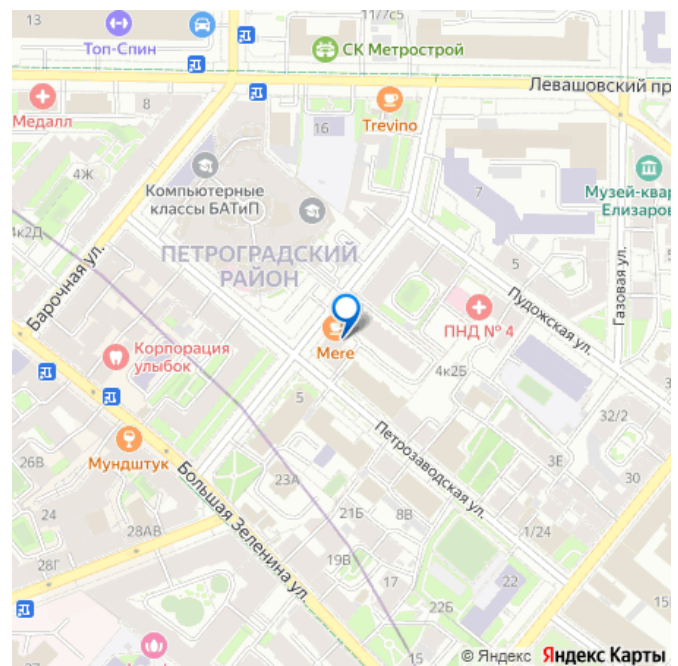 13
Топ-Спин
11/7с5
СК Метрострой
Левашовский пр
Медалл
8
16
Trevino
4Ж
Компьютерные
классы БАТиП
7
Музей-квар
Елизаров
4к2Д
ПЕТРОГРАДСКИЙ
РАЙОН
5
Барочная ул.
Газовая ул.
Пудожская ул.
ПНД № 4
Mere
Корпорация
улыбок
4к2Б
5
32/2
Мундштук
Петрозаводская ул.
26В
23А
3Е
30
Большая Зеленина ул.
24
28АВ
21Б
8В
1/24
28Г
19В
17
22
22Б
15
15
© Яндекс Яндекс Карты